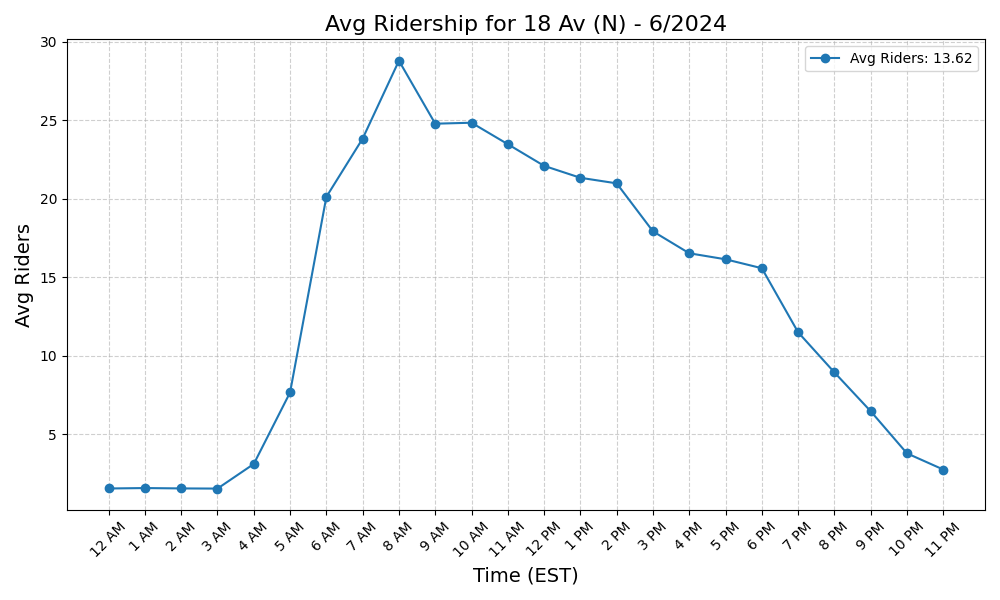 Avg Ridership for 18 Av (N) - 6/2024
Avg Riders: 13.62
Avg Riders
30
25
20
15
10
5
12 AM
1 AM
2 AM
3 AM
4 AM
5 AM
6 AM
7 AM
8 AM
9 AM
10 AM
11 AM
12 PM
1 PM
2 PM
3 PM
4 PM
5 PM
6 PM
7 PM
8 PM
9 PM
10 PM
11 PM
Time (EST)